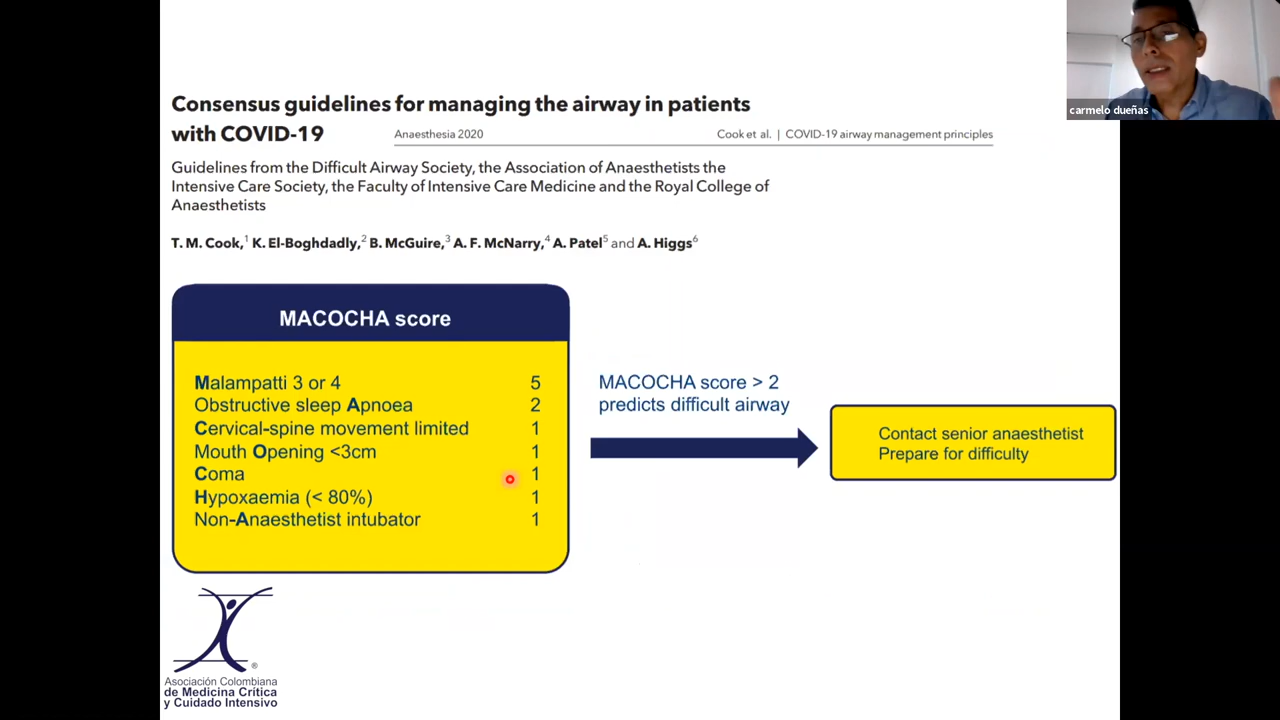 carmelo dueñas
Consensus guidelines for managing the airway in patients
with COVID-19
Anaesthesia 2020
Cook et al. | COVID-19 airway management principles
Guidelines from the Difficult Airway Society, the Association of Anaesthetists the
Intensive Care Society, the Faculty of Intensive Care Medicine and the Royal College of
Anaesthetists
T. M. Cook,1 K. El-Boghdadly,2 B. McGuire,3 A. F. McNarry,4 A. Patel5 and A. Higgs6
MACOCHA score
Malampatti 3 or 4 5
Obstructive sleep Apnoea 2
Cervical-spine movement limited 1
Mouth Opening <3cm 1
Coma 1
Hypoxaemia (< 80%) 1
Non-Anaesthetist intubator 1
MACOCHA score > 2
predicts difficult airway
Contact senior anaesthetist
Prepare for difficulty
®
Asociación Colombiana
de Medicina Crítica
y Cuidado Intensivo